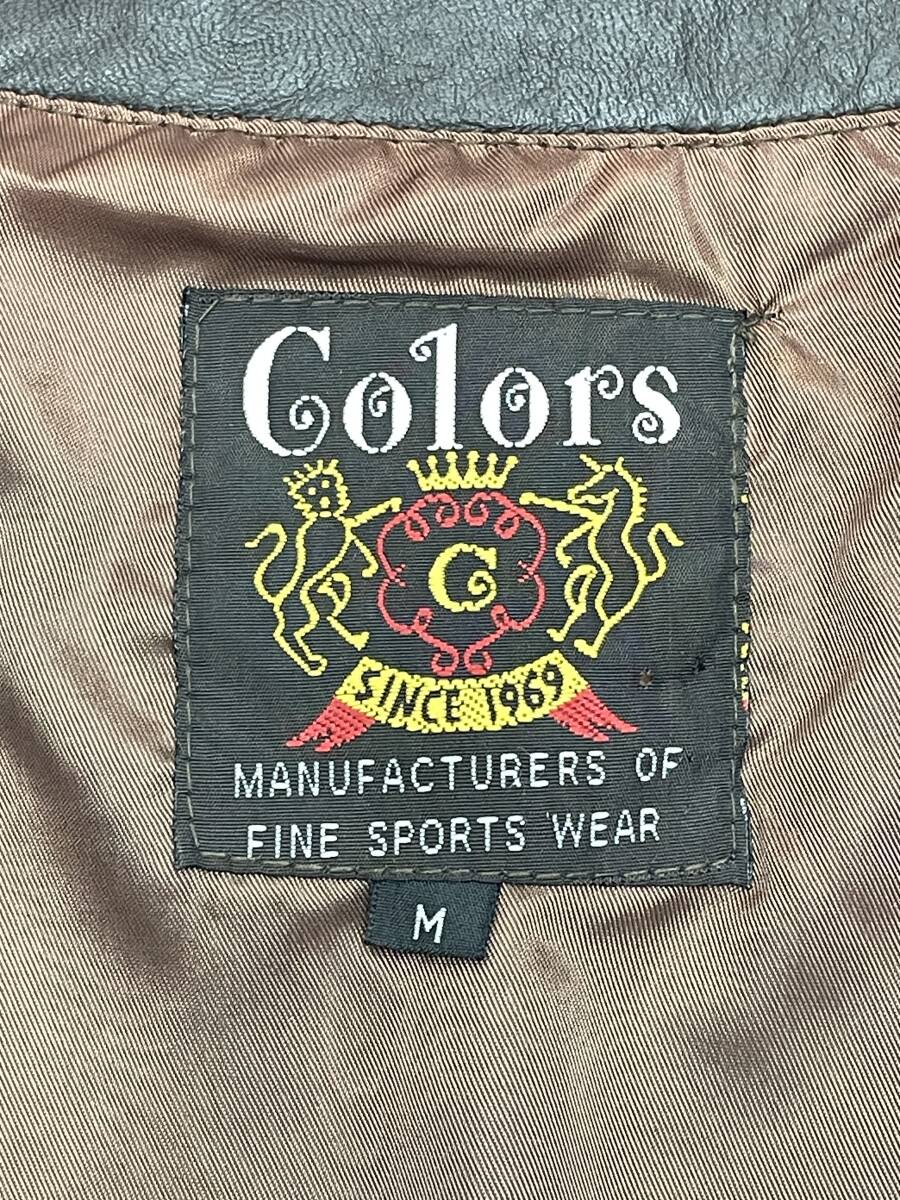 Colors
C
SINCE 1969
MANUFACTURERS OF
FINE SPORTS WEAR
M